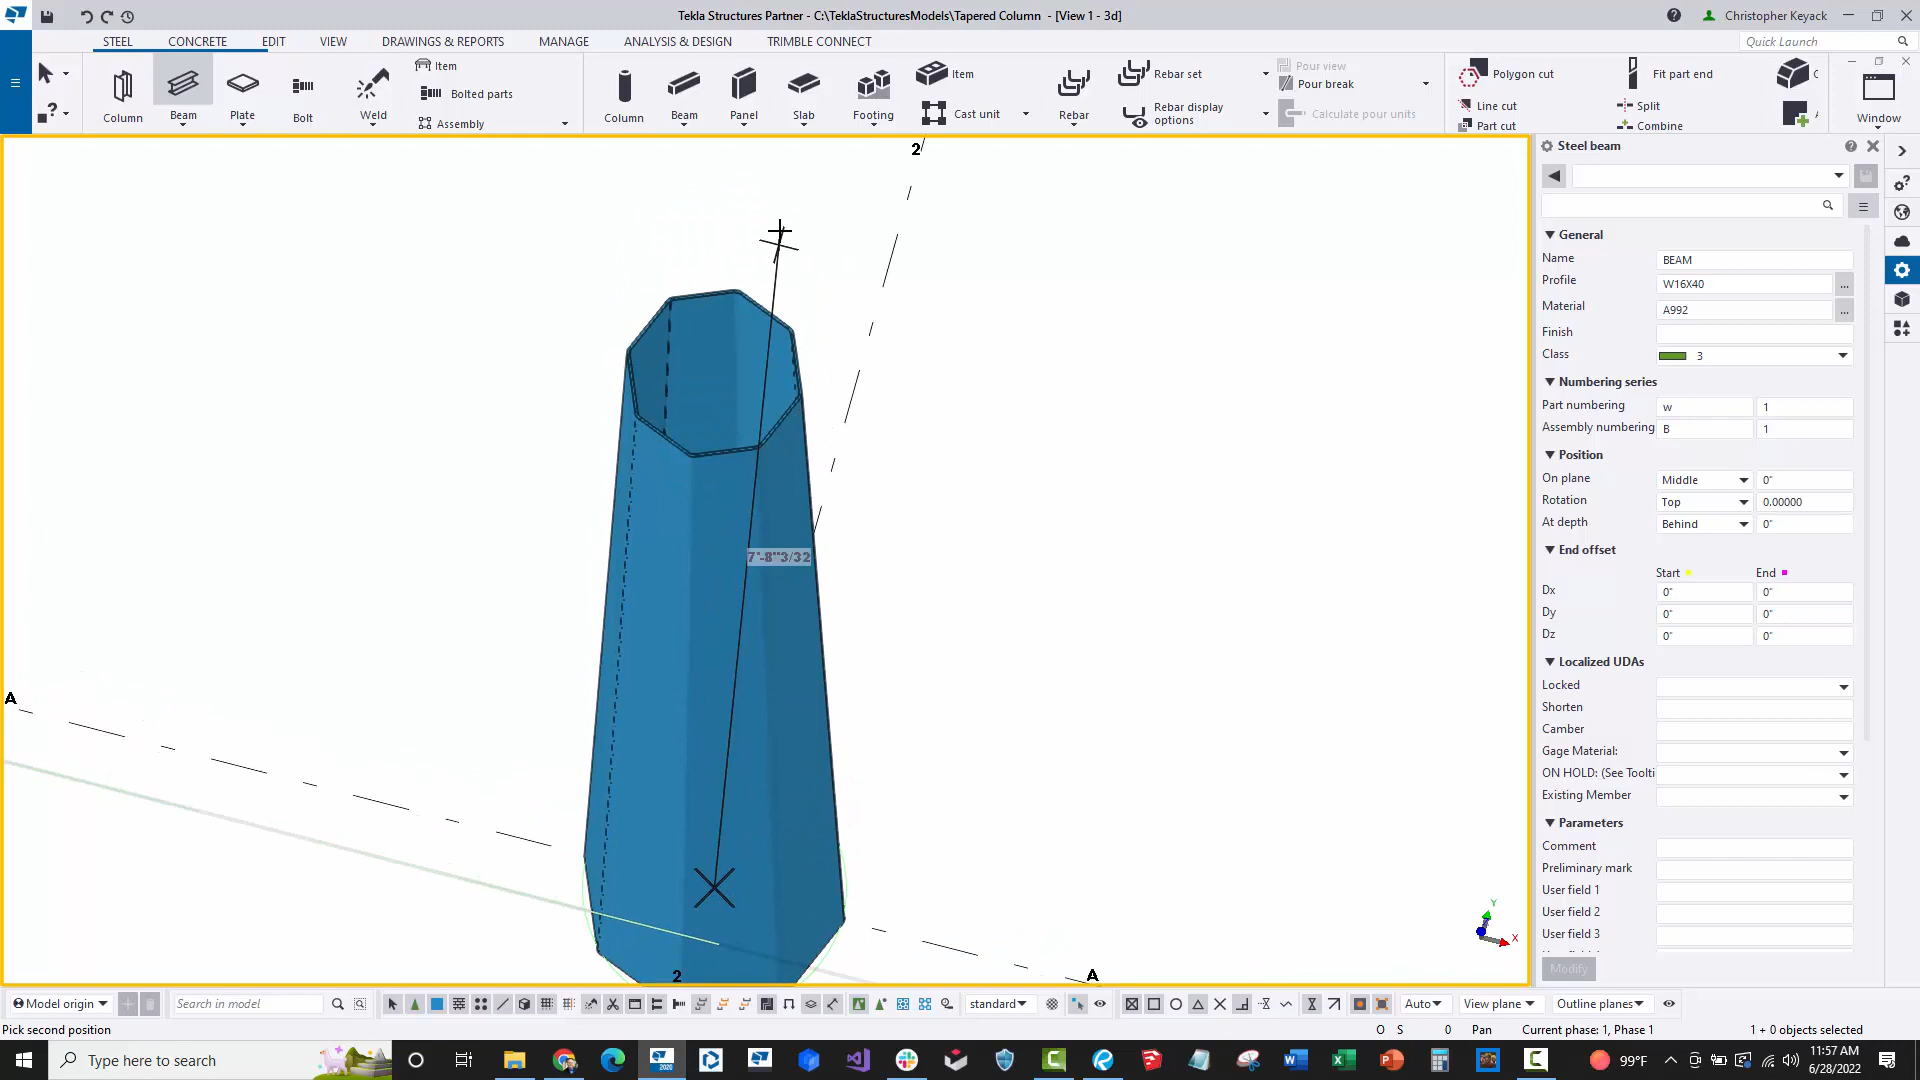 Tekla Structures Partner - C:\TeklaStructuresModels\Tapered Column - [View 1 - 3d]
Christopher Keyack
STEEL
CONCRETE
EDIT
VIEW
DRAWINGS & REPORTS
MANAGE
ANALYSIS & DESIGN
TRIMBLE CONNECT
Quick Launch
Column
Beam
Plate
Bolt
Weld
Item
Bolted parts
Assembly
Column
Beam
Panel
Slab
Footing
Item
Cast unit
Rebar
Rebar set
Rebar display
options
Pour view
Pour break
Calculate pour units
Polygon cut
Line cut
Part cut
Fit part end
Split
Combine
Window
2
7'-8"3/32
A
2
A
Y
X
Steel beam
General
Name BEAM
Profile W16X40 ...
Material A992 ...
Finish
Class 3
Numbering series
Part numbering w 1
Assembly numbering B 1
Position
On plane Middle 0"
Rotation Top 0.00000
At depth Behind 0"
End offset
Start End
Dx 0" 0"
Dy 0" 0"
Dz 0" 0"
Localized UDAs
Locked
Shorten
Camber
Gage Material:
ON HOLD: (See Toolti
Existing Member
Parameters
Comment
Preliminary mark
User field 1
User field 2
User field 3
Modify
Model origin
Search in model
standard
Auto
View plane
Outline planes
Pick second position
O S 0 Pan Current phase: 1, Phase 1 1 + 0 objects selected
Type here to search
2020
99°F
11:57 AM
6/28/2022